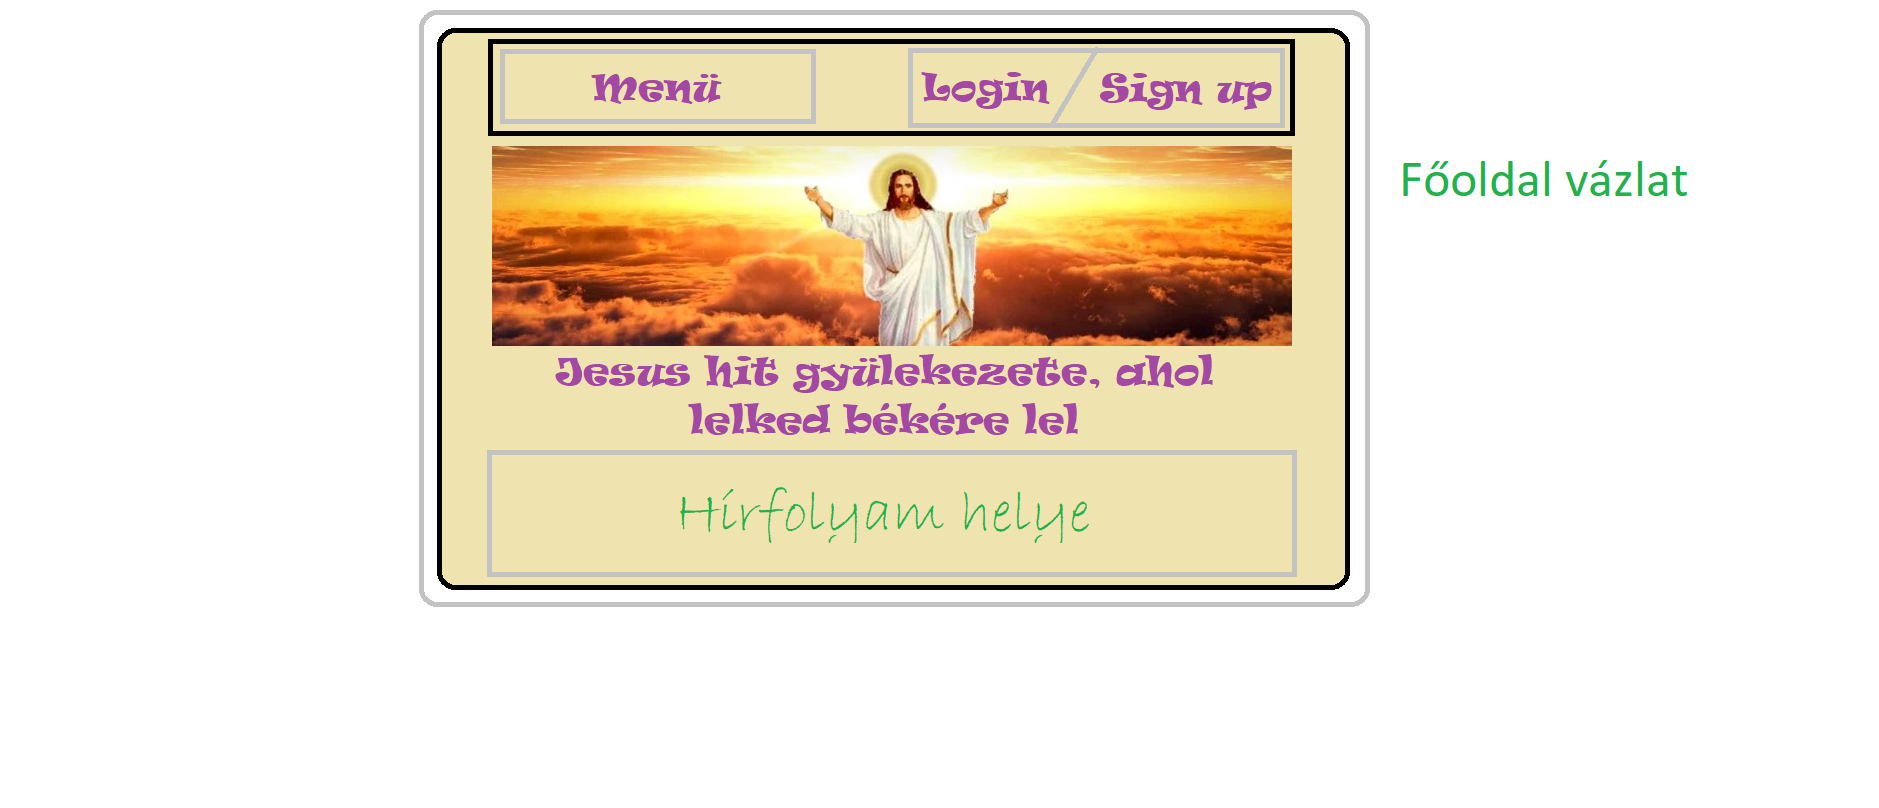 Menü
Login / Sign up
Főoldal vázlat
Jesus hit gyülekezete, ahol
lelked békére lel
Hírfolyam helye